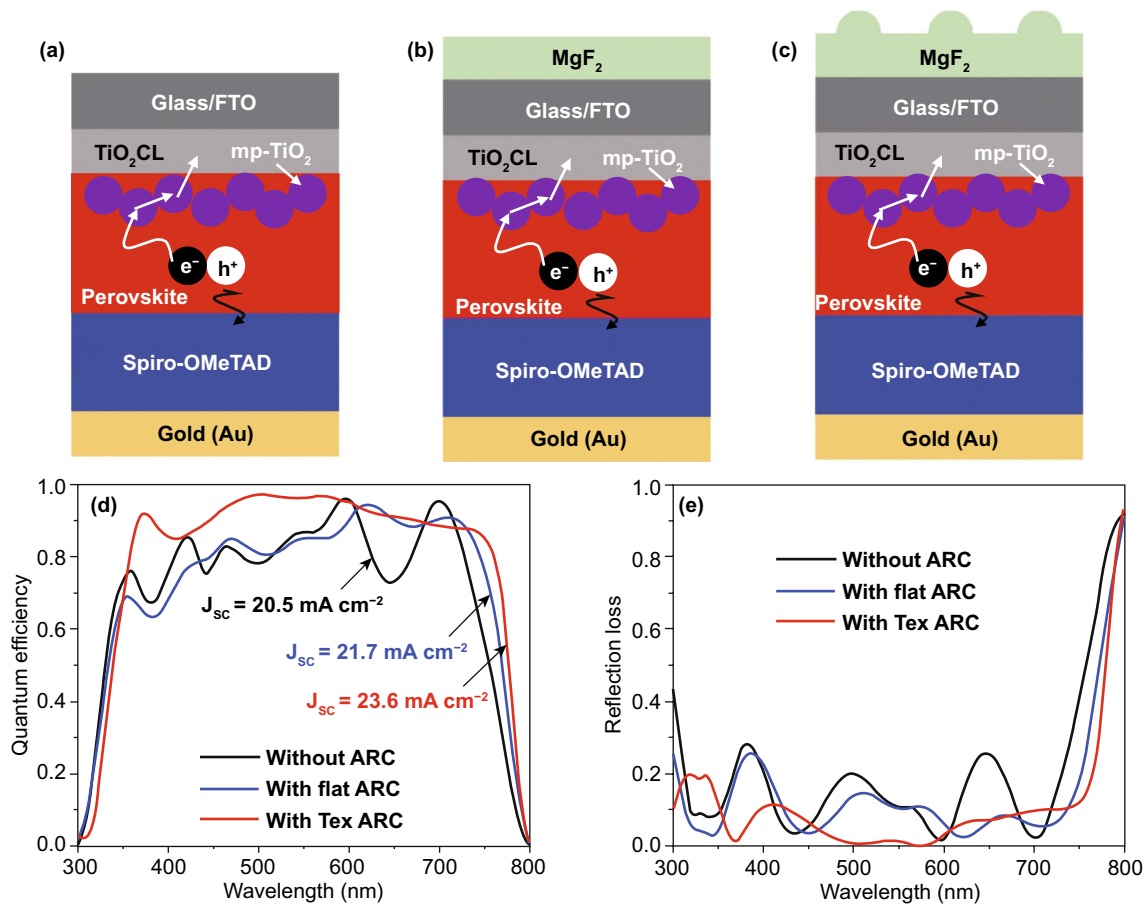 (a)
Glass/FTO
TiO₂CL
mp-TiO₂
e⁻ h⁺
Perovskite
Spiro-OMeTAD
Gold (Au)
(b)
MgF₂
Glass/FTO
TiO₂CL
mp-TiO₂
e⁻ h⁺
Perovskite
Spiro-OMeTAD
Gold (Au)
(c)
MgF₂
Glass/FTO
TiO₂CL
mp-TiO₂
e⁻ h⁺
Perovskite
Spiro-OMeTAD
Gold (Au)
(d)
Quantum efficiency
1.0
0.8
0.6
0.4
0.2
0.0
J_SC = 20.5 mA cm⁻²
J_SC = 21.7 mA cm⁻²
J_SC = 23.6 mA cm⁻²
Without ARC
With flat ARC
With Tex ARC
300 400 500 600 700 800
Wavelength (nm)
(e)
Reflection loss
1.0
0.8
0.6
0.4
0.2
0.0
Without ARC
With flat ARC
With Tex ARC
300 400 500 600 700 800
Wavelength (nm)